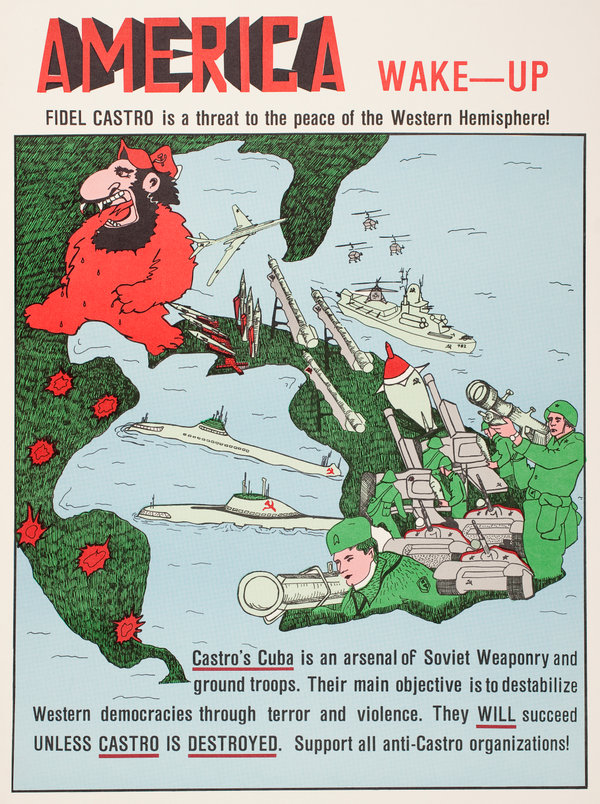 AMERICA WAKE—UP
FIDEL CASTRO is a threat to the peace of the Western Hemisphere!
Castro's Cuba is an arsenal of Soviet Weaponry and
ground troops. Their main objective is to destabilize
Western democracies through terror and violence. They WILL succeed
UNLESS CASTRO IS DESTROYED. Support all anti-Castro organizations!